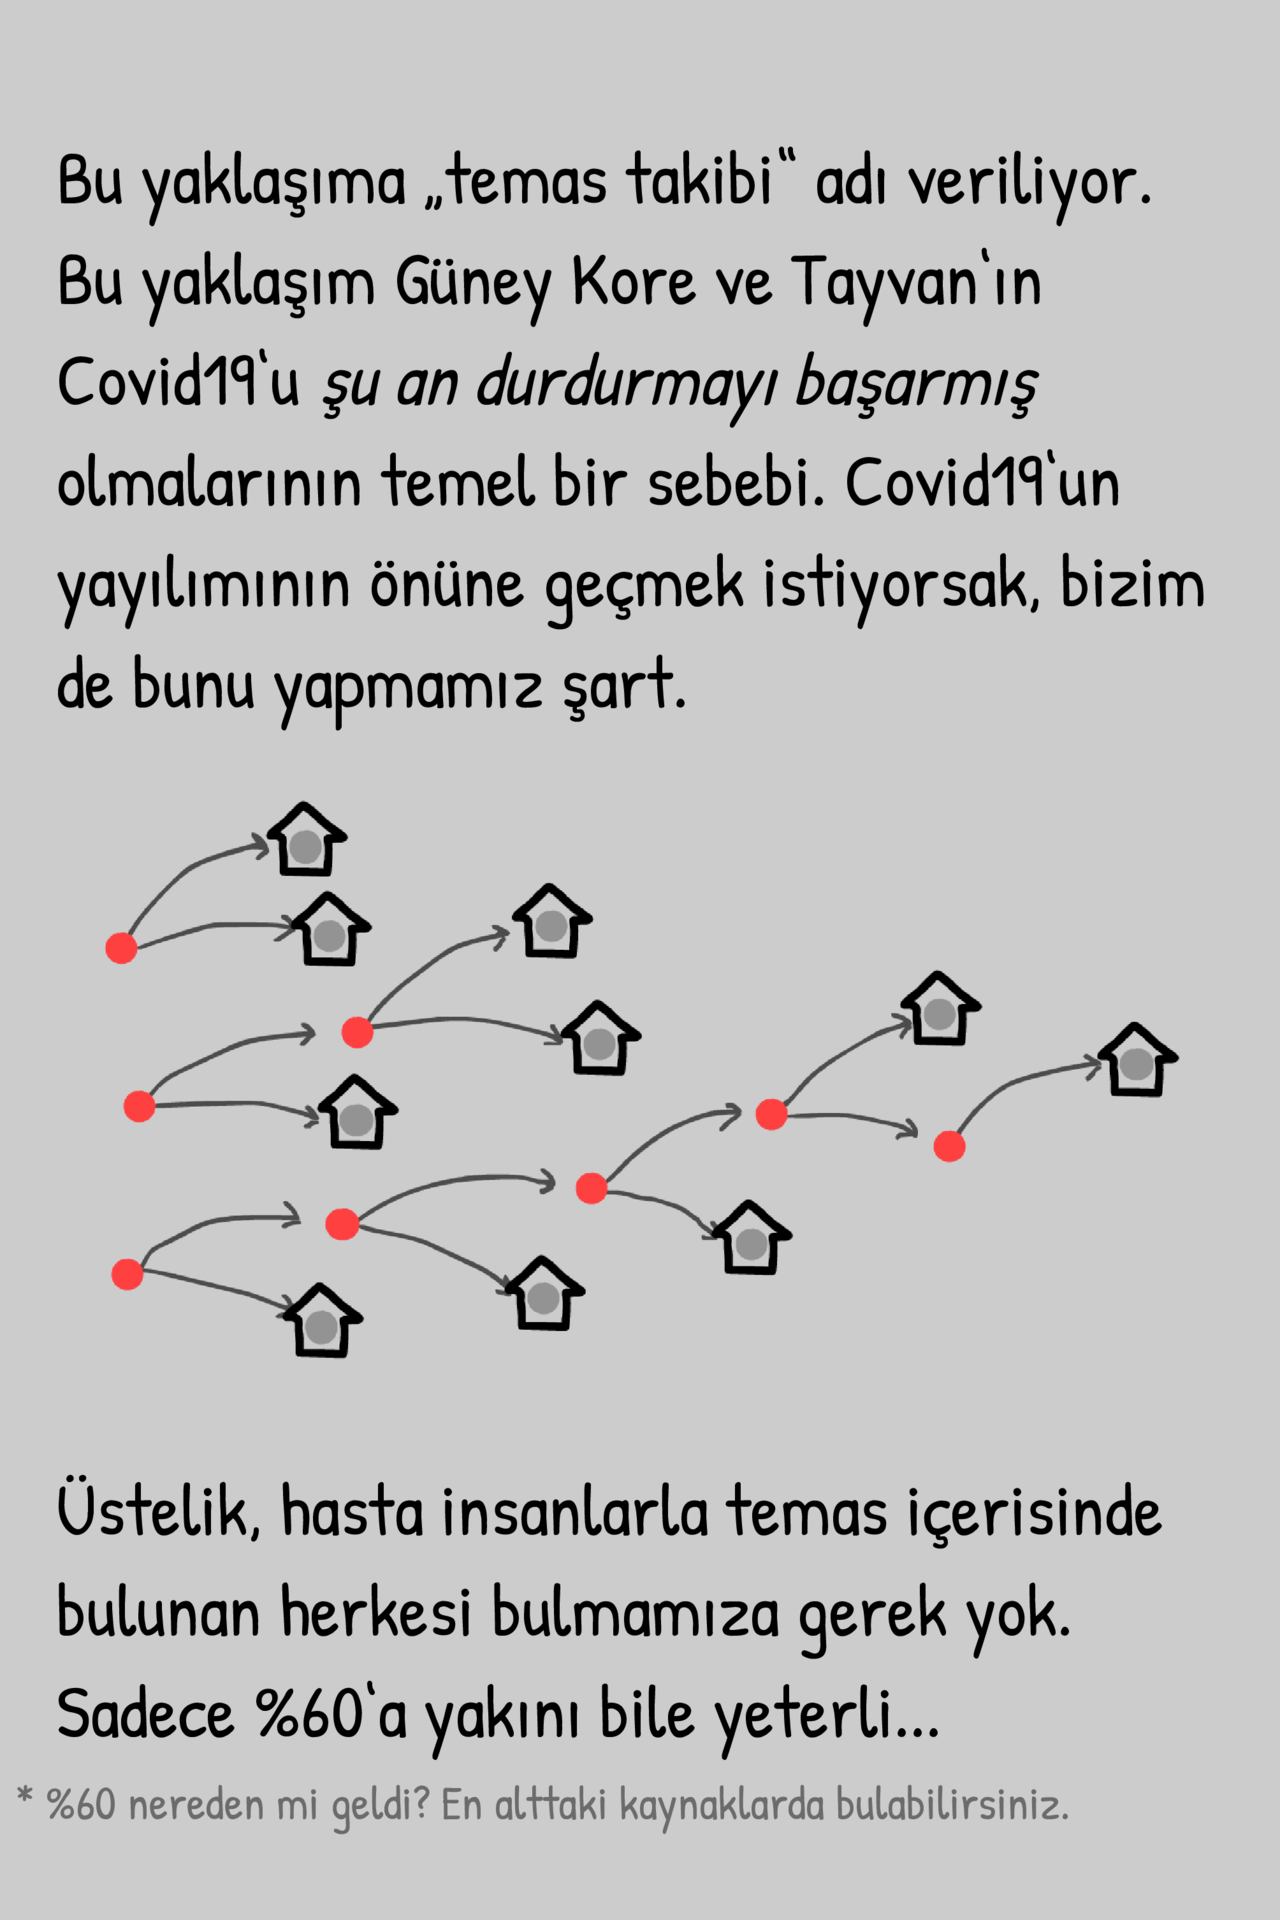 Bu yaklaşıma „temas takibi“ adı veriliyor.
Bu yaklaşım Güney Kore ve Tayvan‘ın
Covid19‘u şu an durdurmayı başarmış
olmalarının temel bir sebebi. Covid19‘un
yayılımının önüne geçmek istiyorsak, bizim
de bunu yapmamız şart.
Üstelik, hasta insanlarla temas içerisinde
bulunan herkesi bulmamıza gerek yok.
Sadece %60‘a yakını bile yeterli...
* %60 nereden mi geldi? En alttaki kaynaklarda bulabilirsiniz.